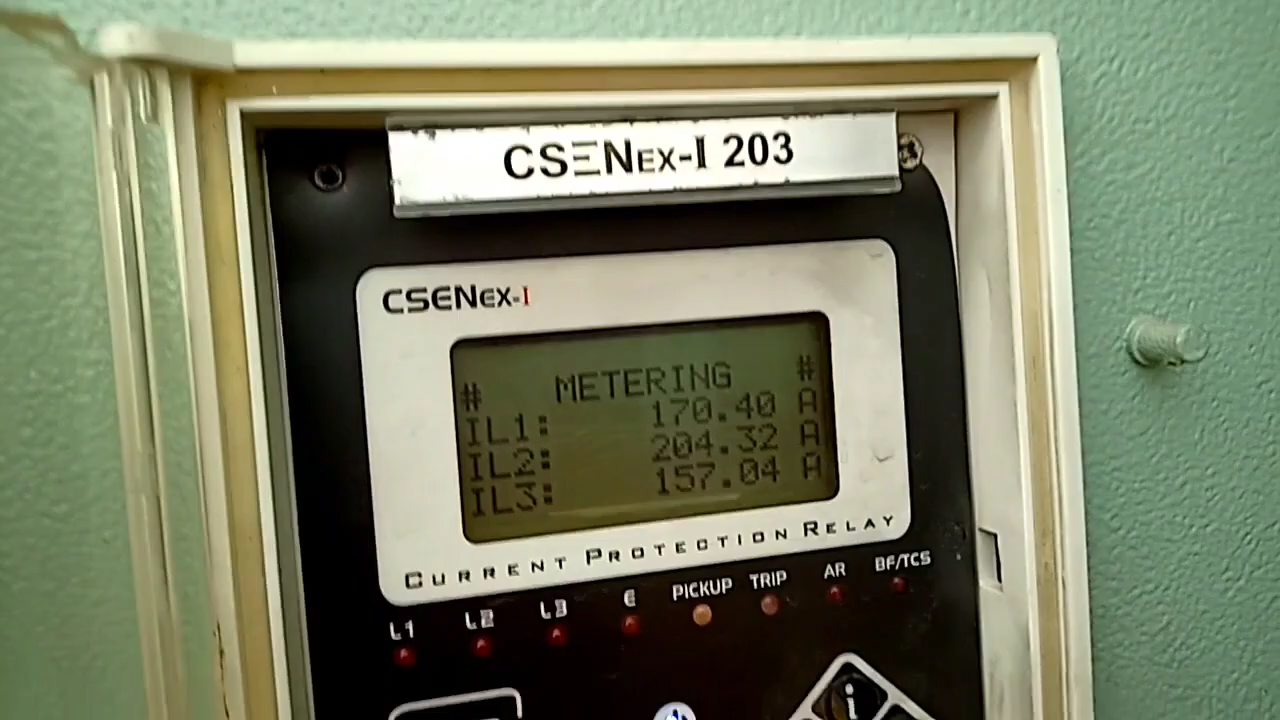 CSENEX-I 203
CSENEX-I
# METERING #
IL1: 170.40 A
IL2: 204.32 A
IL3: 157.04 A
CURRENT PROTECTION RELAY
L1 L2 L3 E PICKUP TRIP AR BF/TCS
i